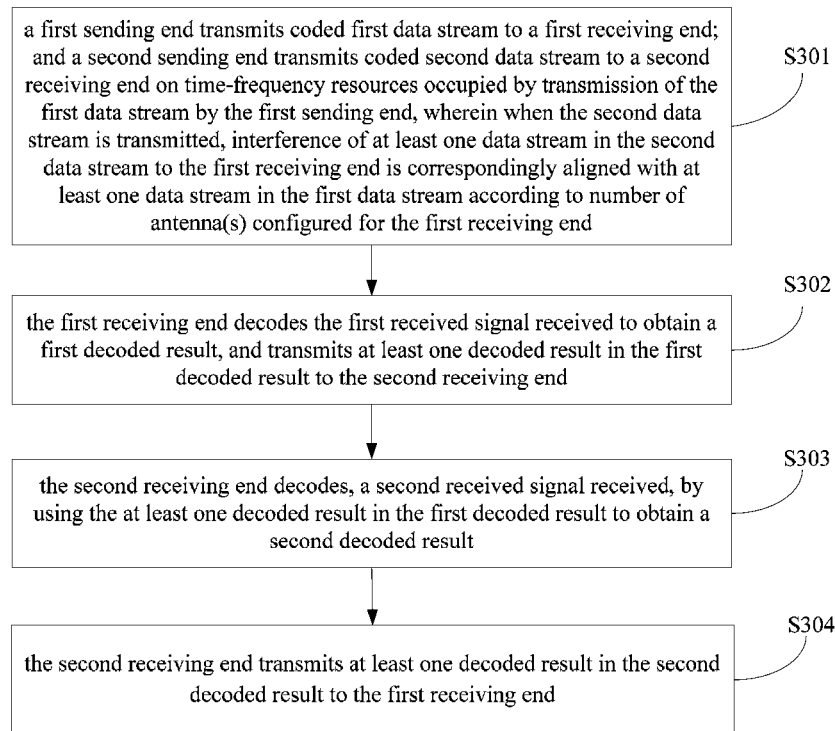 a first sending end transmits coded first data stream to a first receiving end;
and a second sending end transmits coded second data stream to a second
receiving end on time-frequency resources occupied by transmission of the
first data stream by the first sending end, wherein when the second data
stream is transmitted, interference of at least one data stream in the second
data stream to the first receiving end is correspondingly aligned with at
least one data stream in the first data stream according to number of
antenna(s) configured for the first receiving end
S301
the first receiving end decodes the first received signal received to obtain a
first decoded result, and transmits at least one decoded result in the first
decoded result to the second receiving end
S302
the second receiving end decodes, a second received signal received, by
using the at least one decoded result in the first decoded result to obtain a
second decoded result
S303
the second receiving end transmits at least one decoded result in the second
decoded result to the first receiving end
S304